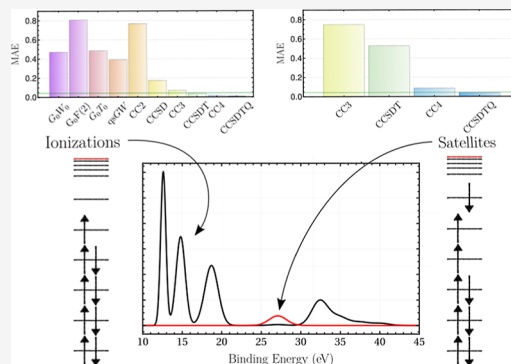 MAE
0.8
0.6
0.4
0.2
0.0
G₀W₀
G₀F(2)
G₀T₀
qsGW
CC2
CCSD
CC3
CCSDT
CC4
CCSDTQ
MAE
0.8
0.6
0.4
0.2
0.0
CC3
CCSDT
CC4
CCSDTQ
Ionizations
Satellites
10 15 20 25 30 35 40 45
Binding Energy (eV)